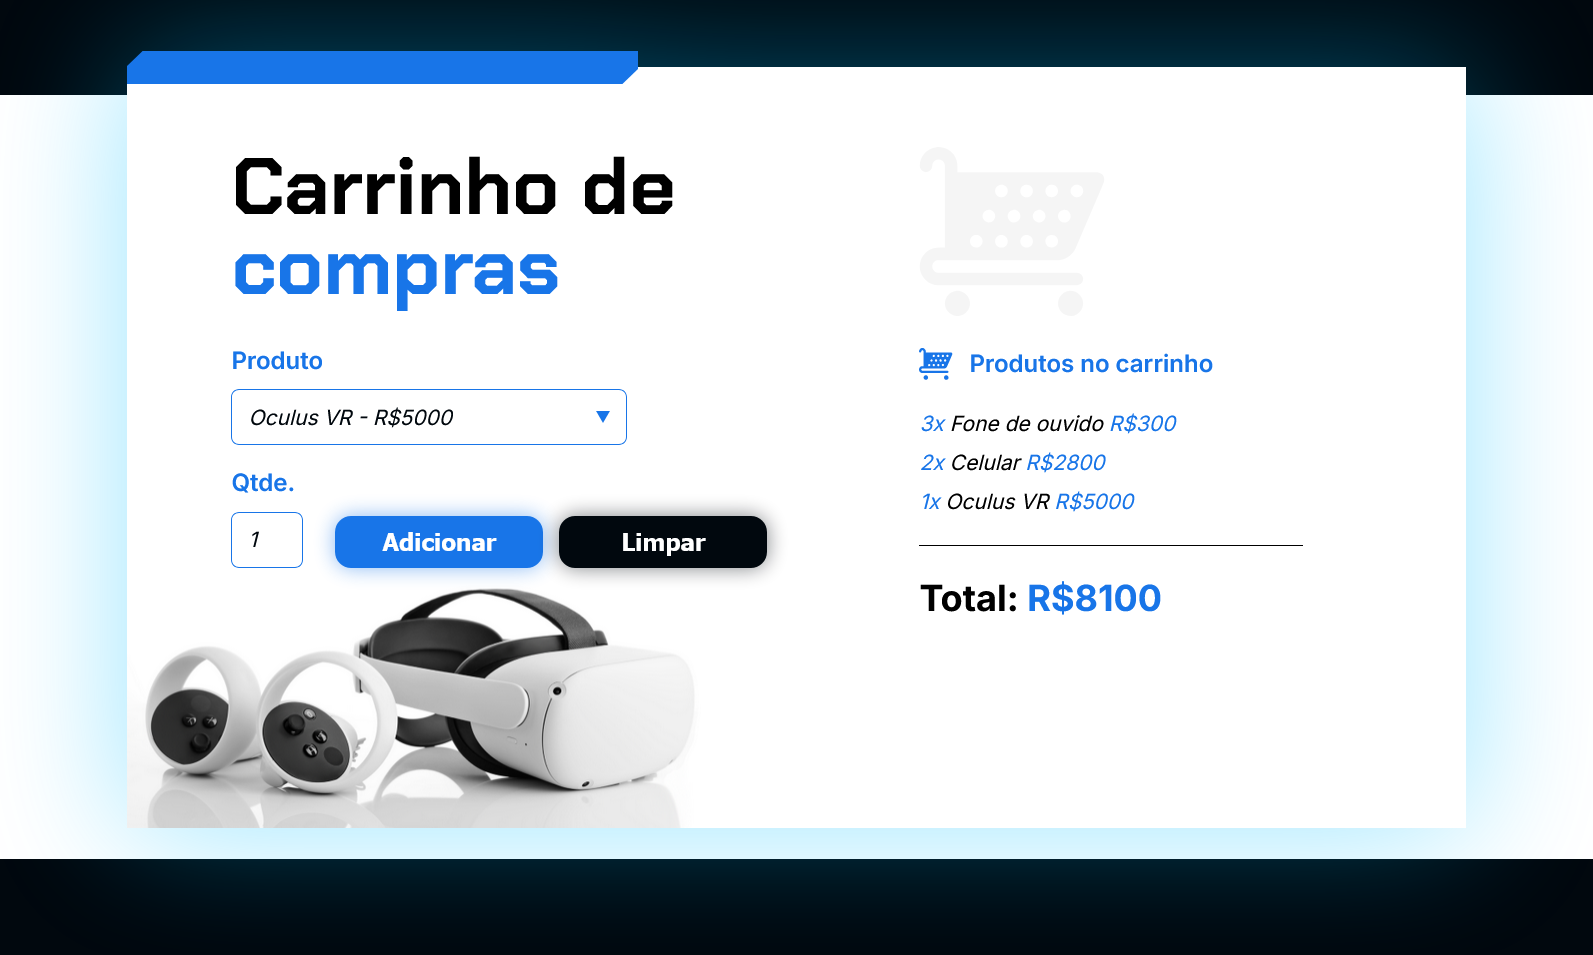 Carrinho de
compras
Produto
Oculus VR - R$5000
Qtde.
1
Adicionar
Limpar
Produtos no carrinho
3x Fone de ouvido R$300
2x Celular R$2800
1x Oculus VR R$5000
Total: R$8100